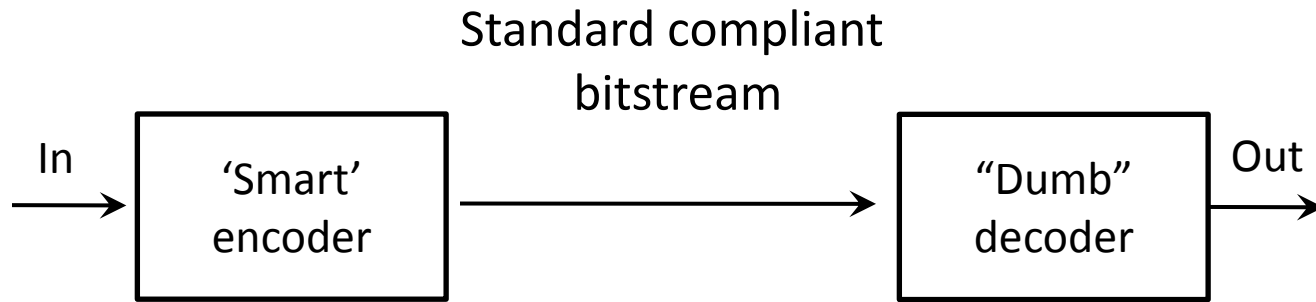 Standard compliant
bitstream
In
‘Smart’
encoder
“Dumb”
decoder
Out